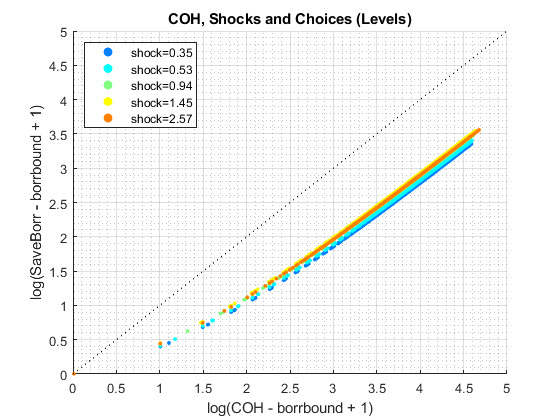 COH, Shocks and Choices (Levels)
5
4.5
4
3.5
3
2.5
2
1.5
1
0.5
0
log(SaveBorr - borrbound + 1)
shock=0.35
shock=0.53
shock=0.94
shock=1.45
shock=2.57
0 0.5 1 1.5 2 2.5 3 3.5 4 4.5 5
log(COH - borrbound + 1)